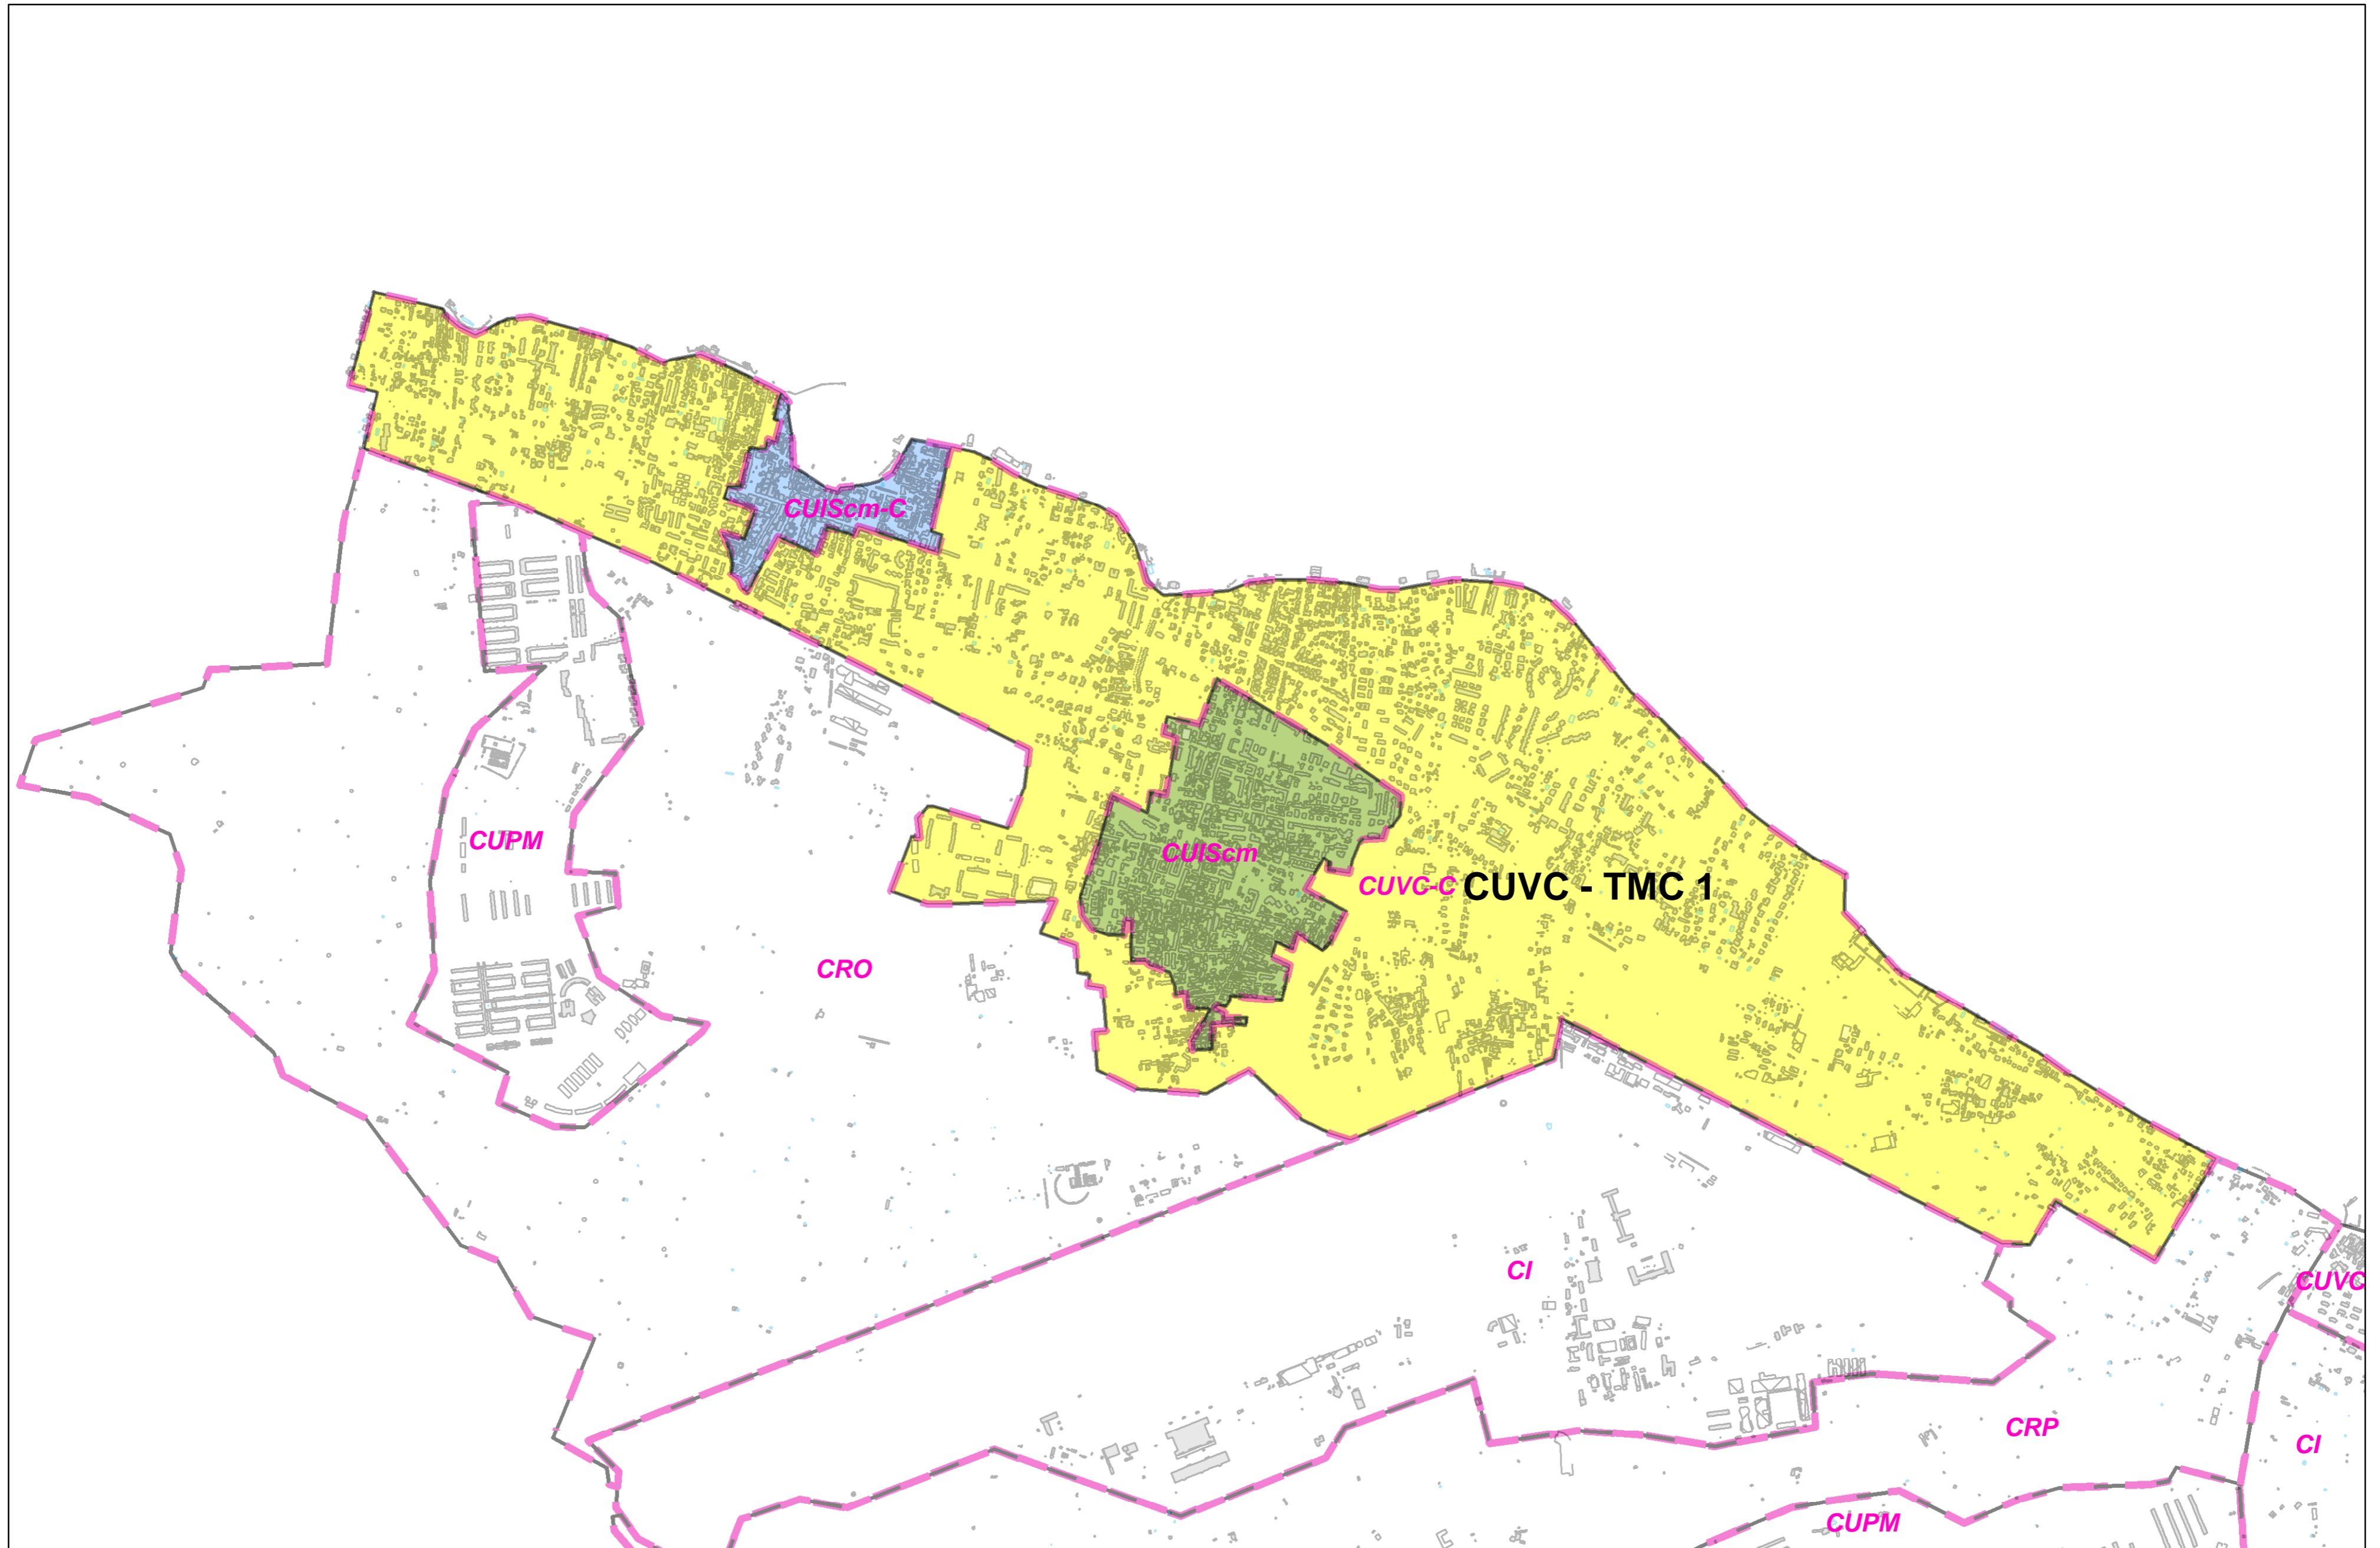 CUIScm-C
CUPM
CUIScm
CUVC-C CUVC - TMC 1
CRO
CI
CUVC
CRP
CI
CUPM